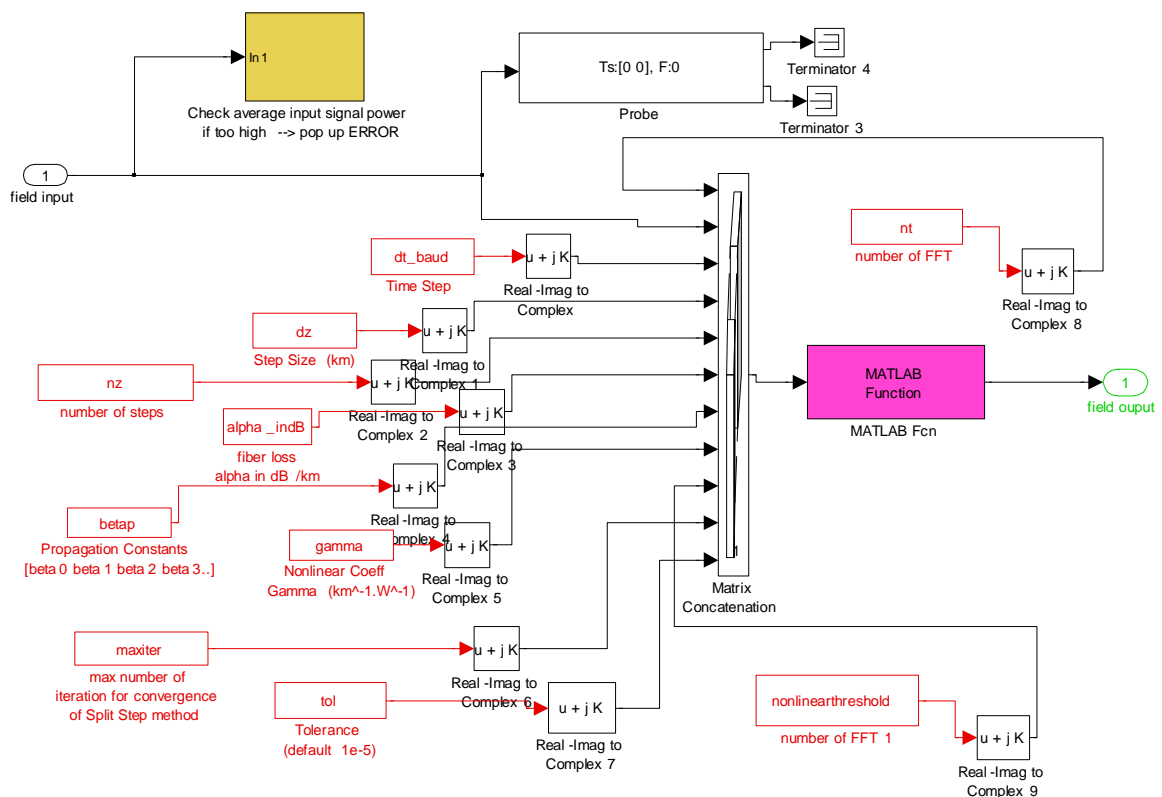 In1
Check average input signal power
if too high --> pop up ERROR
Ts:[0 0], F:0
Probe
Terminator 4
Terminator 3
1
field input
dt_baud
Time Step
u + j K
Real -Imag to
Complex
nt
number of FFT
u + j K
Real -Imag to
Complex 8
dz
Step Size (km)
u + j K
Real -Imag to
Complex 1
nz
number of steps
u + j K
Real -Imag to
Complex 2
alpha _indB
fiber loss
alpha in dB /km
u + j K
Real -Imag to
Complex 3
MATLAB
Function
MATLAB Fcn
1
field ouput
betap
Propagation Constants
[beta 0 beta 1 beta 2 beta 3..]
u + j K
Real -Imag to
Complex 4
gamma
Nonlinear Coeff
Gamma (km^-1.W^-1)
u + j K
Real -Imag to
Complex 5
1
Matrix
Concatenation
maxiter
max number of
iteration for convergence
of Split Step method
u + j K
Real -Imag to
Complex 6
tol
Tolerance
(default 1e-5)
u + j K
Real -Imag to
Complex 7
nonlinearthreshold
number of FFT 1
u + j K
Real -Imag to
Complex 9